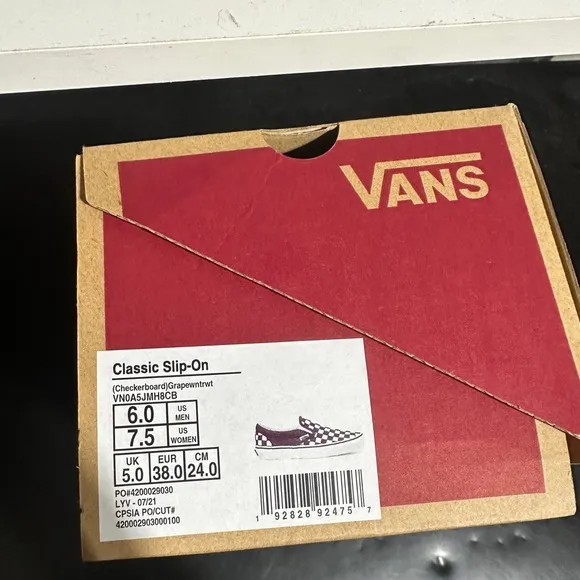 VANS
Classic Slip-On
(Checkerboard)Grapewntrwt
VN0A5JMH8CB
6.0 US MEN
7.5 US WOMEN
UK EUR CM
5.0 38.0 24.0
PO#4200029030
LYV - 07/21
CPSIA PO/CUT#
420002903000100
1 92828 92475 7